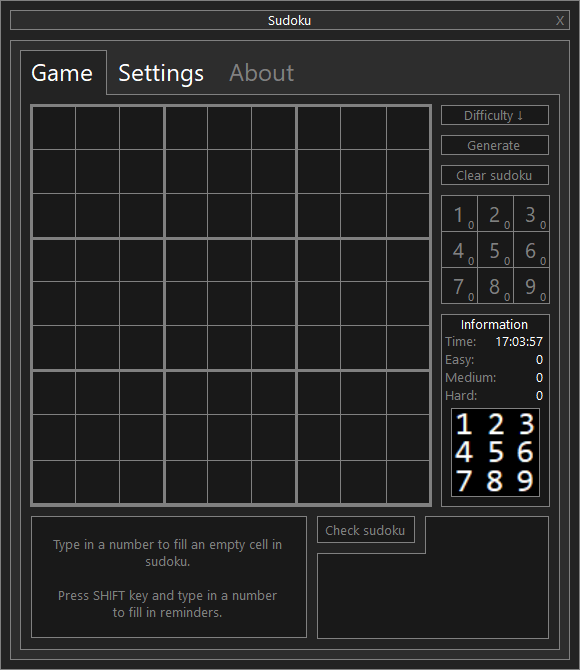 Sudoku X
Game Settings About
Difficulty ↓
Generate
Clear sudoku
1 0 2 0 3 0
4 0 5 0 6 0
7 0 8 0 9 0
Information
Time: 17:03:57
Easy: 0
Medium: 0
Hard: 0
1 2 3
4 5 6
7 8 9
Type in a number to fill an empty cell in
sudoku.
Press SHIFT key and type in a number
to fill in reminders.
Check sudoku